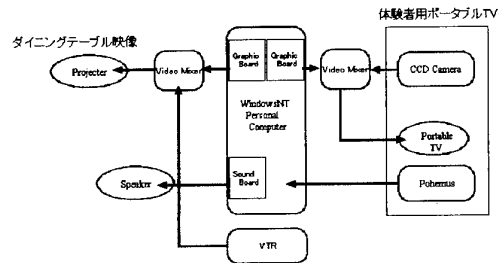 体験者用ポータブルTV
ダイニングテーブル映像
Projecter
Video Mixer
Graphic
Board
Graphic
Board
Video Mixer
CCD Camera
WindowsNT
Personal
Computer
Portable
TV
Speaker
Sound
Board
Polhemus
VTR